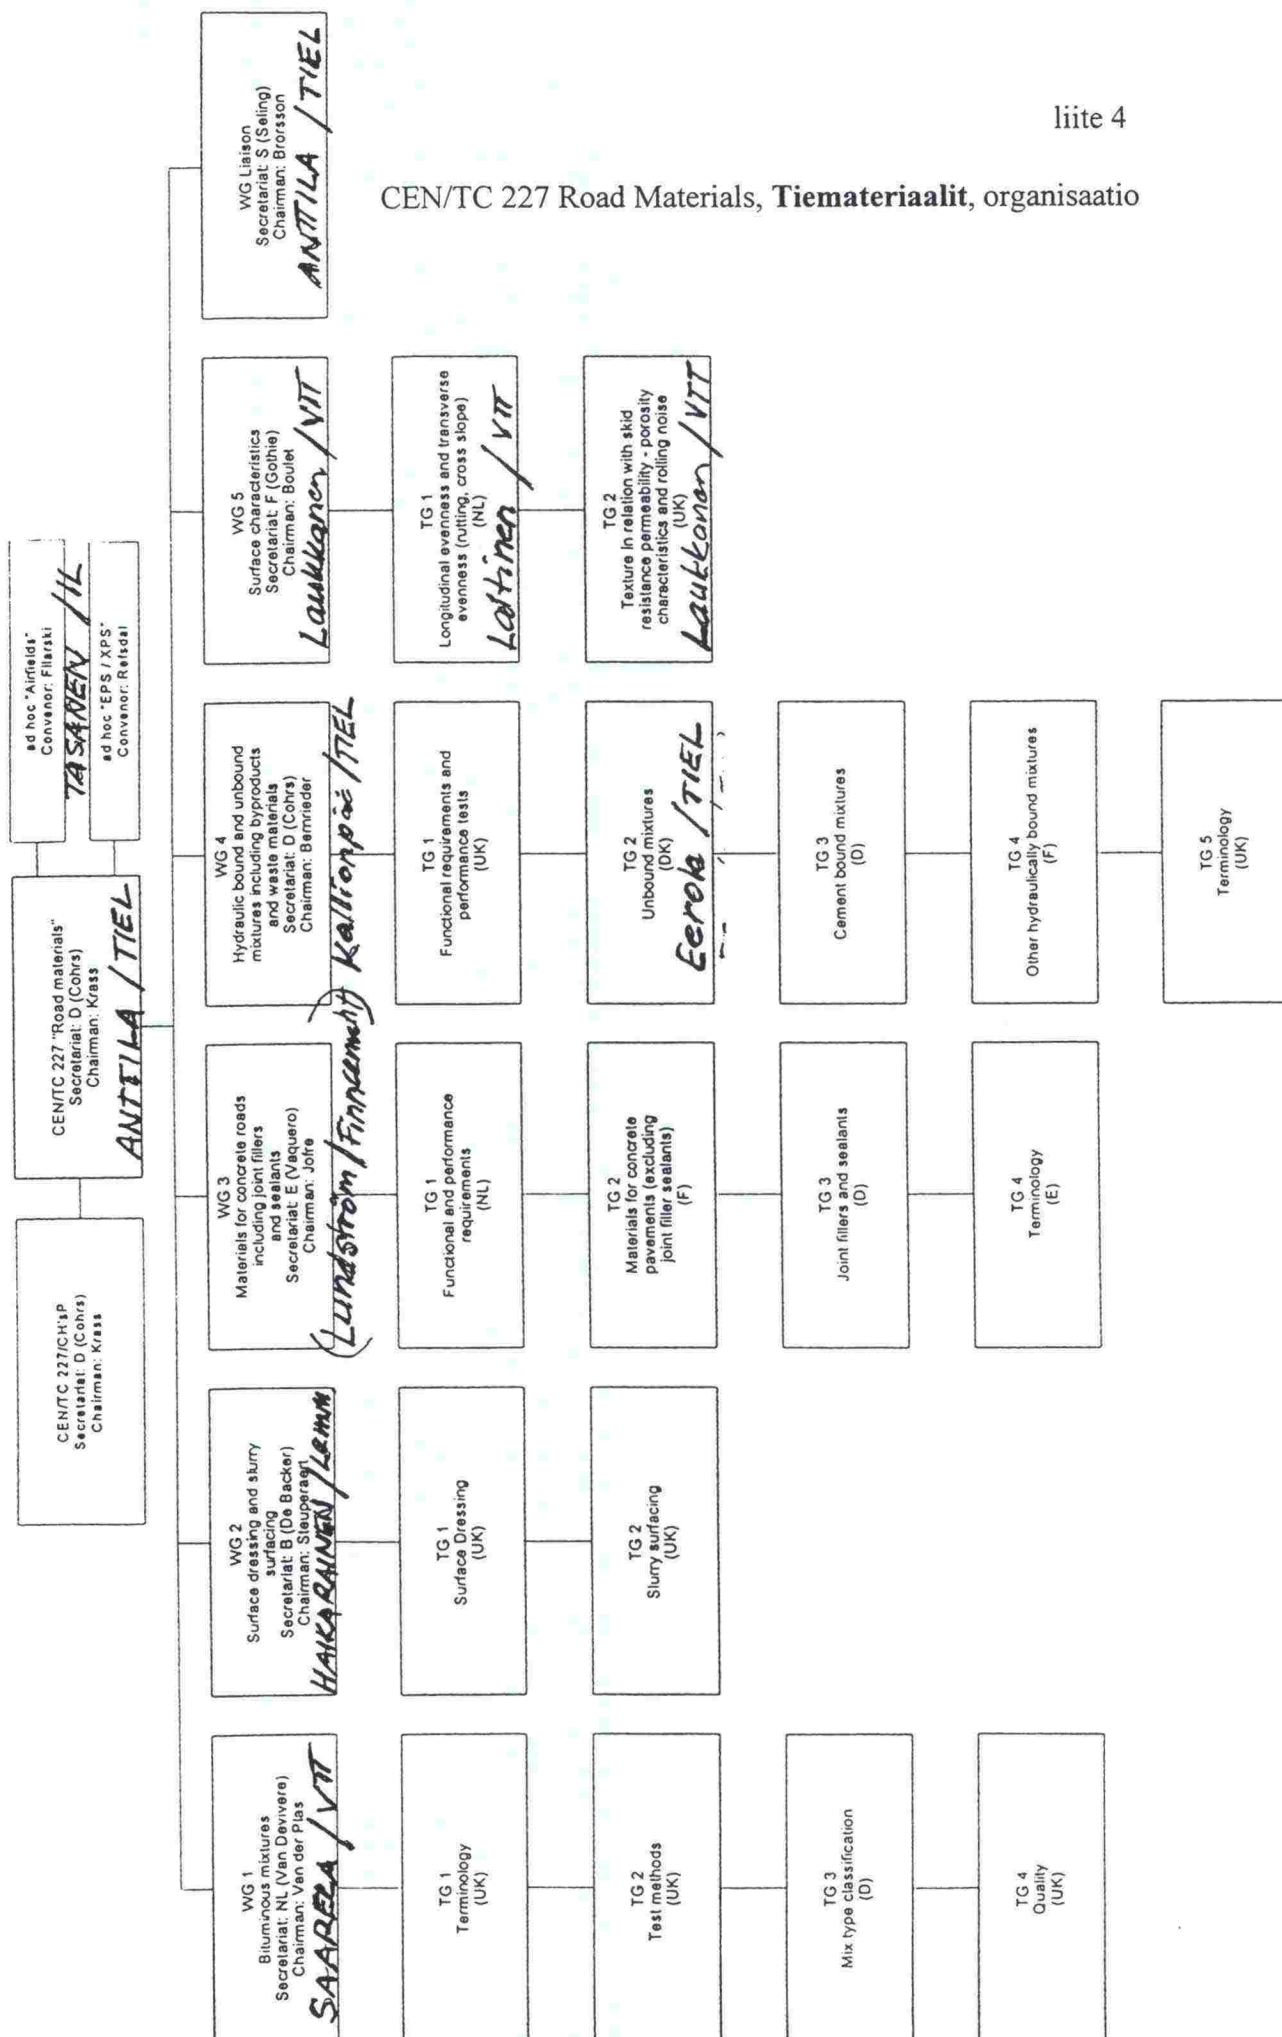 liite 4
CEN/TC 227 Road Materials, Tiemateriaalit, organisaatio
CEN/TC 227/CH'sP
Secretariat: D (Cohrs)
Chairman: Krass
CEN/TC 227 "Road materials"
Secretariat: D (Cohrs)
Chairman: Krass
ANTTILA / TIEL
ad hoc "Airfields"
Convenor: Filarski
TASANEN / IL
ad hoc "EPS / XPS"
Convenor: Refsdal
WG 1
Bituminous mixtures
Secretariat: NL (Van Devivere)
Chairman: Van der Plas
SAARELA / VTT
TG 1
Terminology
(UK)
TG 2
Test methods
(UK)
TG 3
Mix type classification
(D)
TG 4
Quality
(UK)
WG 2
Surface dressing and slurry
surfacing
Secretariat: B (De Backer)
Chairman: Steuperaert
HAIKARAINEN /
TG 1
Surface Dressing
(UK)
TG 2
Slurry surfacing
(UK)
WG 3
Materials for concrete roads
including joint fillers
and sealants
Secretariat: E (Vaquero)
Chairman: Jofre
(Lundström / Finncement)
TG 1
Functional and performance
requirements
(NL)
TG 2
Materials for concrete
pavements (excluding
joint filler sealants)
(F)
TG 3
Joint fillers and sealants
(D)
TG 4
Terminology
(E)
WG 4
Hydraulic bound and unbound
mixtures including byproducts
and waste materials
Secretariat: D (Cohrs)
Chairman: Bernrieder
Kallionpää / TIEL
TG 1
Functional requirements and
performance tests
(UK)
TG 2
Unbound mixtures
(DK)
Eerola / TIEL
TG 3
Cement bound mixtures
(D)
TG 4
Other hydraulically bound mixtures
(F)
TG 5
Terminology
(UK)
WG 5
Surface characteristics
Secretariat: F (Gothie)
Chairman: Boulet
Laukkanen / VTT
TG 1
Longitudinal evenness and transverse
evenness (rutting, cross slope)
(NL)
Laitinen / VTT
TG 2
Texture in relation with skid
resistance permeability - porosity
characteristics and rolling noise
(UK)
Laukkanen / VTT
WG Liaison
Secretariat: S (Seling)
Chairman: Brorsson
ANTTILA / TIEL